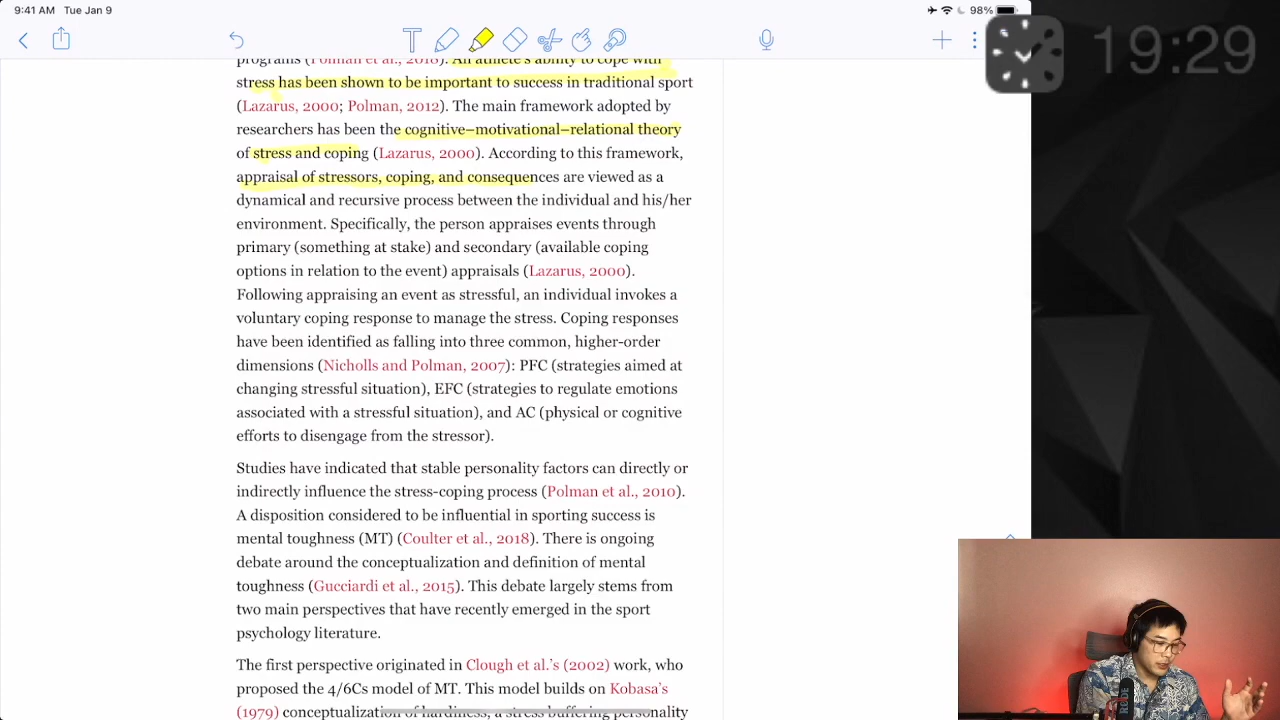 9:41 AM Tue Jan 9
98%
19:29
programs (Polman et al., 2018). An athlete's ability to cope with
stress has been shown to be important to success in traditional sport
(Lazarus, 2000; Polman, 2012). The main framework adopted by
researchers has been the cognitive–motivational–relational theory
of stress and coping (Lazarus, 2000). According to this framework,
appraisal of stressors, coping, and consequences are viewed as a
dynamical and recursive process between the individual and his/her
environment. Specifically, the person appraises events through
primary (something at stake) and secondary (available coping
options in relation to the event) appraisals (Lazarus, 2000).
Following appraising an event as stressful, an individual invokes a
voluntary coping response to manage the stress. Coping responses
have been identified as falling into three common, higher-order
dimensions (Nicholls and Polman, 2007): PFC (strategies aimed at
changing stressful situation), EFC (strategies to regulate emotions
associated with a stressful situation), and AC (physical or cognitive
efforts to disengage from the stressor).
Studies have indicated that stable personality factors can directly or
indirectly influence the stress-coping process (Polman et al., 2010).
A disposition considered to be influential in sporting success is
mental toughness (MT) (Coulter et al., 2018). There is ongoing
debate around the conceptualization and definition of mental
toughness (Gucciardi et al., 2015). This debate largely stems from
two main perspectives that have recently emerged in the sport
psychology literature.
The first perspective originated in Clough et al.'s (2002) work, who
proposed the 4/6Cs model of MT. This model builds on Kobasa's
(1979) conceptualization of hardiness, a stress buffering personality
RODE